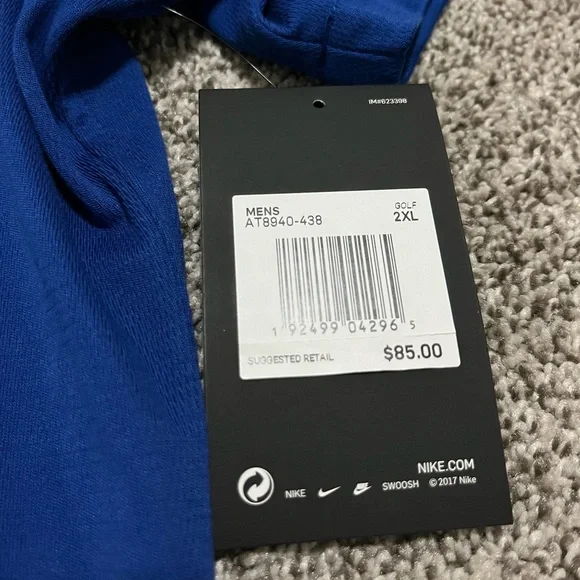 IM#623398
MENS GOLF
AT8940-438 2XL
1 92499 04296 5
SUGGESTED RETAIL $85.00
NIKE.COM
NIKE SWOOSH © 2017 Nike